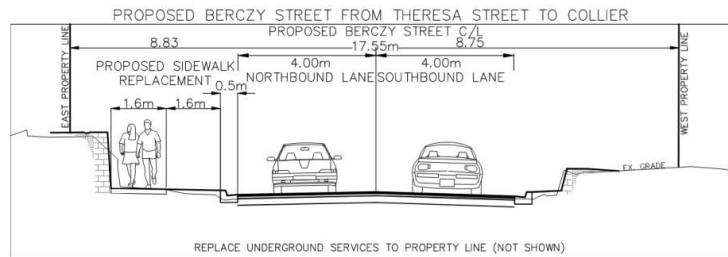 PROPOSED BERCZY STREET FROM THERESA STREET TO COLLIER
PROPOSED BERCZY STREET C/L
8.83
17.55m
8.75
PROPOSED SIDEWALK
REPLACEMENT
4.00m
4.00m
NORTHBOUND LANE
SOUTHBOUND LANE
0.5m
1.6m
1.6m
EAST PROPERTY LINE
WEST PROPERTY LINE
EX. GRADE
REPLACE UNDERGROUND SERVICES TO PROPERTY LINE (NOT SHOWN)